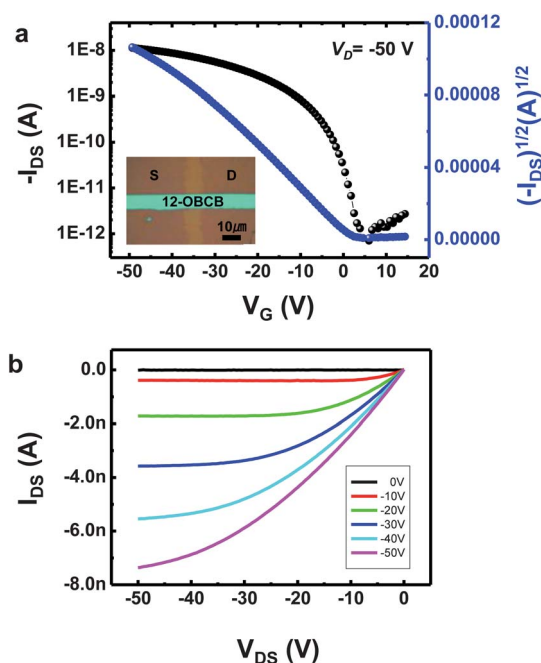 a
V_D= -50 V
1E-8
1E-9
1E-10
1E-11
1E-12
-I_DS (A)
0.00012
0.00008
0.00004
0.00000
(-I_DS)^1/2(A)^1/2
S D
12-OBCB
10㎛
-50 -40 -30 -20 -10 0 10 20
V_G (V)
b
0.0
-2.0n
-4.0n
-6.0n
-8.0n
I_DS (A)
0V
-10V
-20V
-30V
-40V
-50V
-50 -40 -30 -20 -10 0
V_DS (V)